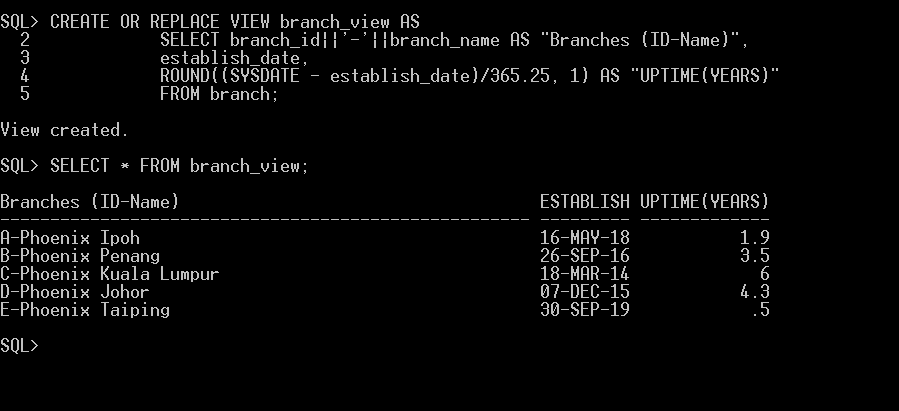 SQL> CREATE OR REPLACE VIEW branch_view AS
  2             SELECT branch_id||'-'||branch_name AS "Branches (ID-Name)",
  3             establish_date,
  4             ROUND((SYSDATE - establish_date)/365.25, 1) AS "UPTIME(YEARS)"
  5             FROM branch;
View created.
SQL> SELECT * FROM branch_view;
Branches (ID-Name)                                    ESTABLISH UPTIME(YEARS)
----------------------------------------------------- --------- -------------
A-Phoenix Ipoh                                        16-MAY-18           1.9
B-Phoenix Penang                                      26-SEP-16           3.5
C-Phoenix Kuala Lumpur                                18-MAR-14             6
D-Phoenix Johor                                       07-DEC-15           4.3
E-Phoenix Taiping                                     30-SEP-19            .5
SQL>